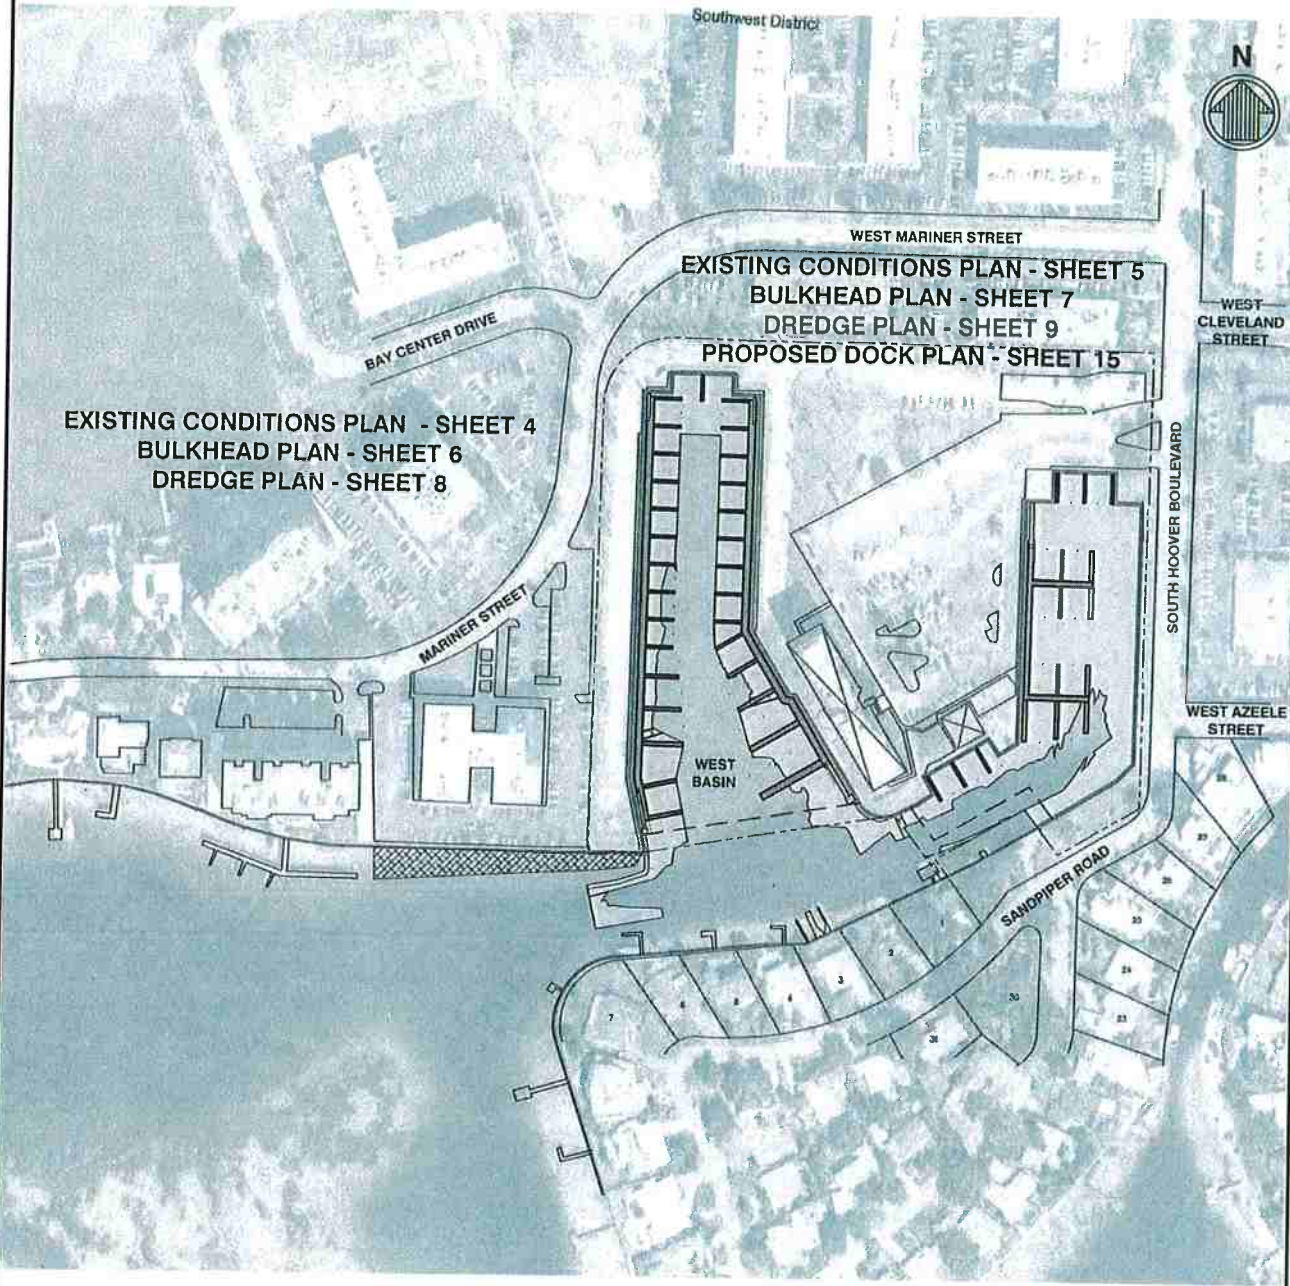 Southwest District
N
WEST MARINER STREET
EXISTING CONDITIONS PLAN - SHEET 5
BULKHEAD PLAN - SHEET 7
DREDGE PLAN - SHEET 9
PROPOSED DOCK PLAN - SHEET 15
WEST
CLEVELAND
STREET
BAY CENTER DRIVE
EXISTING CONDITIONS PLAN - SHEET 4
BULKHEAD PLAN - SHEET 6
DREDGE PLAN - SHEET 8
SOUTH HOOVER BOULEVARD
MARINER STREET
WEST AZEELE
STREET
WEST
BASIN
SANDPIPER ROAD
1
2
3
7
30